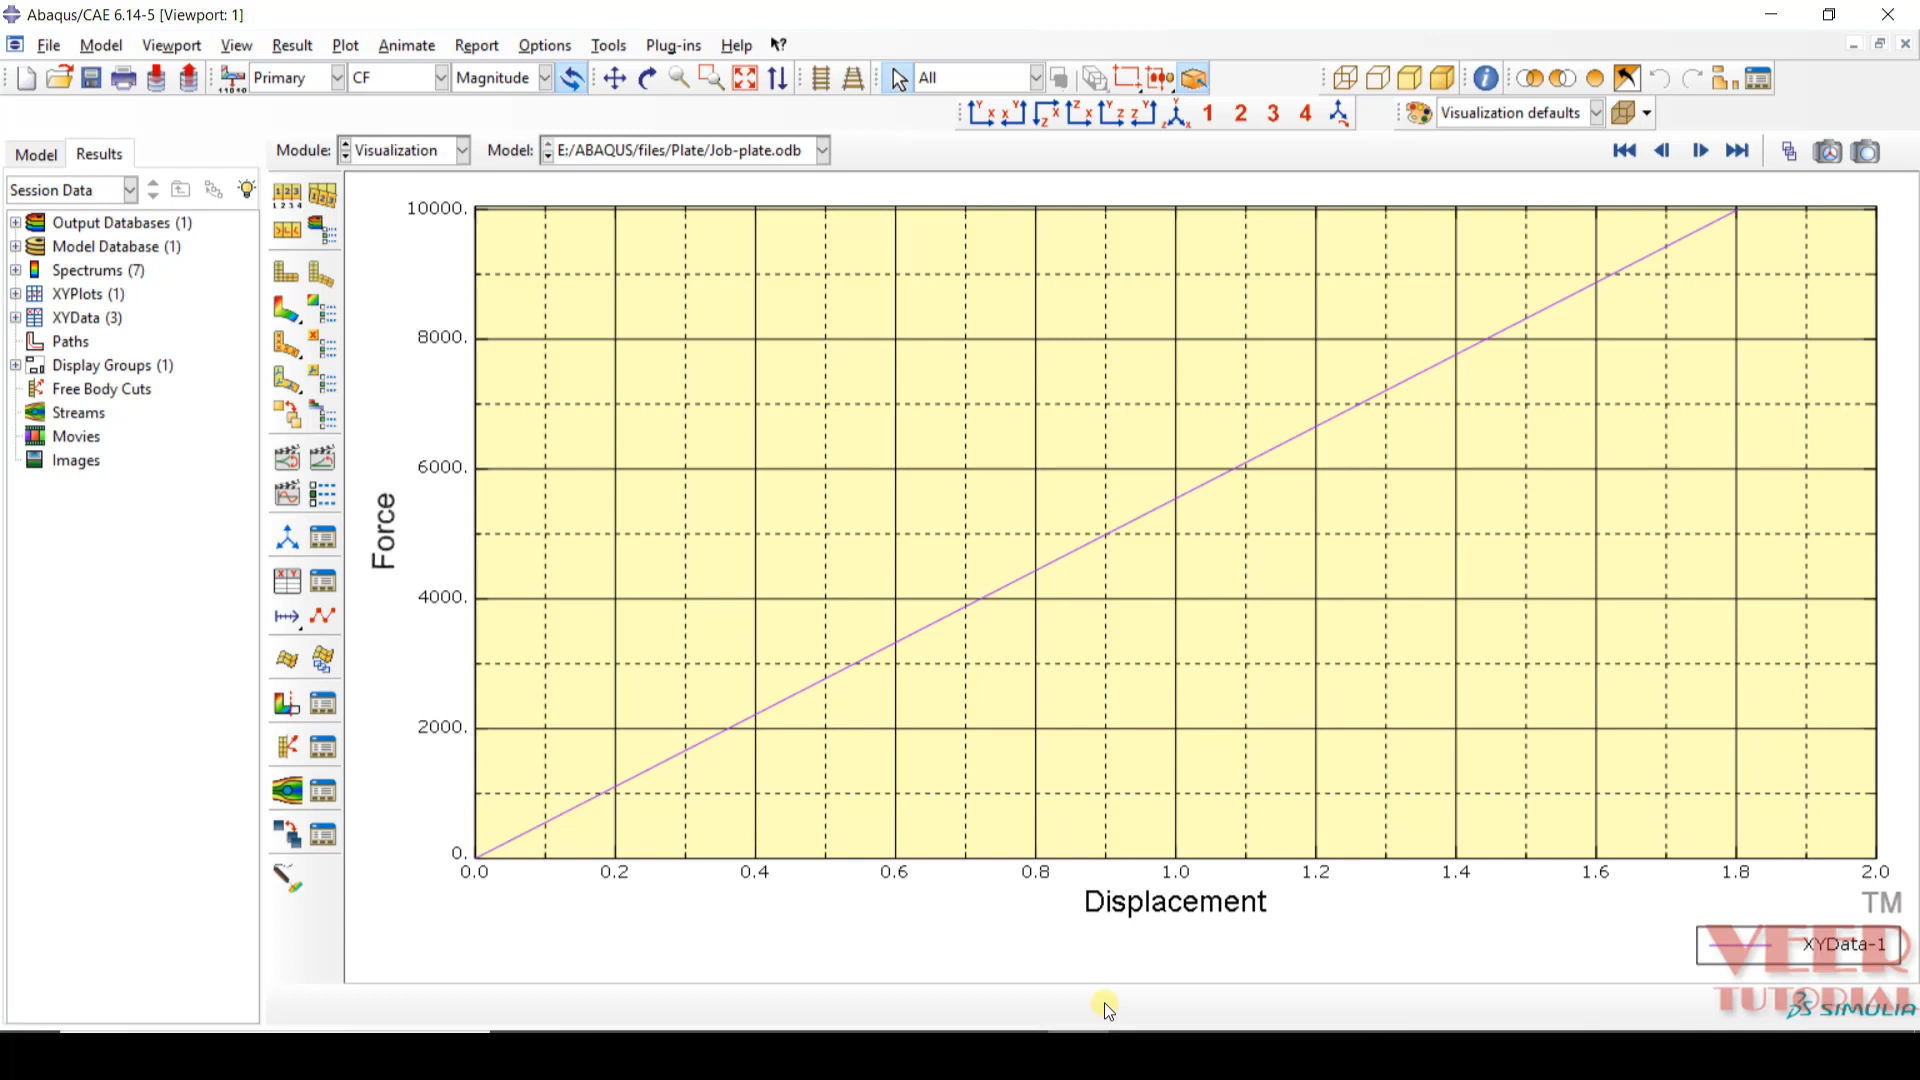 Abaqus/CAE 6.14-5 [Viewport: 1]
File Model Viewport View Result Plot Animate Report Options Tools Plug-ins Help
Primary CF Magnitude All
1 2 3 4 Visualization defaults
Model Results Module: Visualization Model: E:/ABAQUS/files/Plate/Job-plate.odb
Session Data
Output Databases (1)
Model Database (1)
Spectrums (7)
XYPlots (1)
XYData (3)
Paths
Display Groups (1)
Free Body Cuts
Streams
Movies
Images
10000.
8000.
6000.
Force
4000.
2000.
0.
0.0 0.2 0.4 0.6 0.8 1.0 1.2 1.4 1.6 1.8 2.0
Displacement
TM
XYData-1
VEER
TUTORIAL
SIMULIA